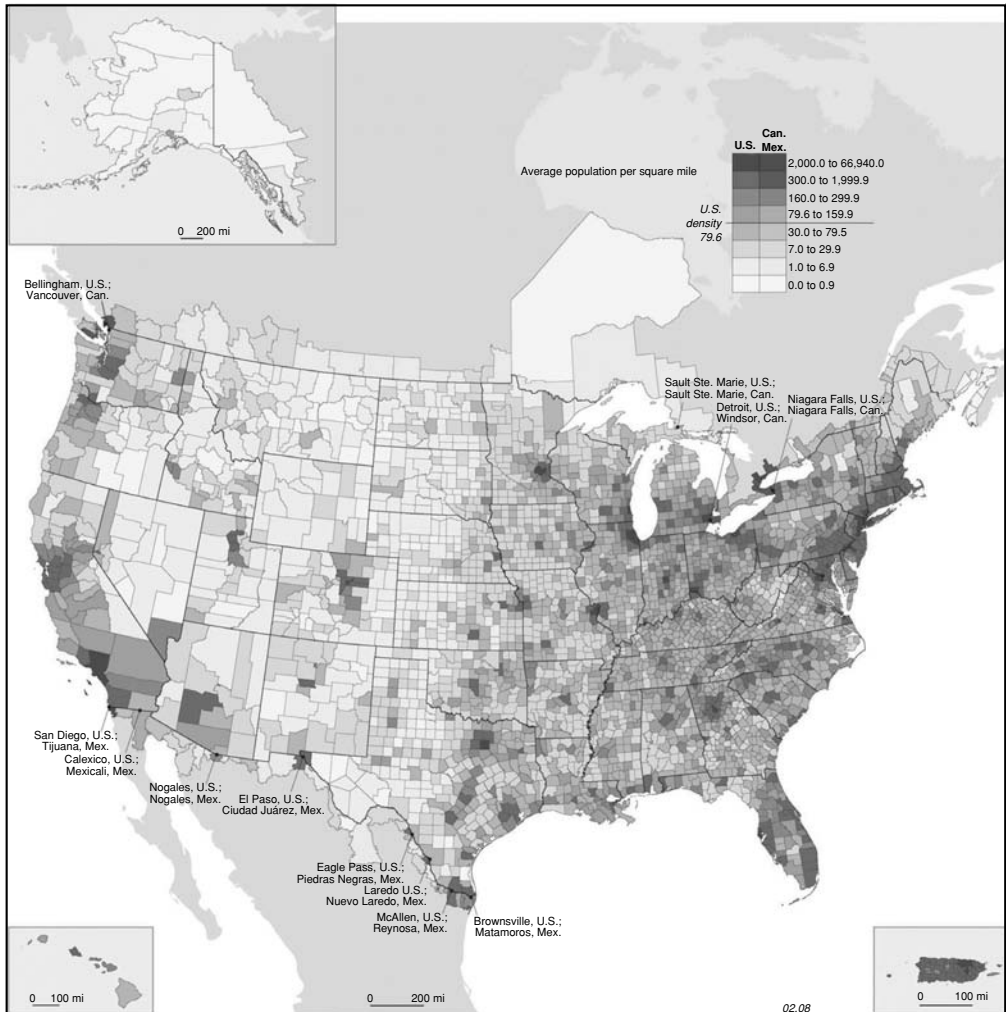 0 200 mi
Can.
U.S. Mex.
Average population per square mile
2,000.0 to 66,940.0
300.0 to 1,999.9
160.0 to 299.9
79.6 to 159.9
U.S.
density
79.6
30.0 to 79.5
7.0 to 29.9
1.0 to 6.9
0.0 to 0.9
Bellingham, U.S.;
Vancouver, Can.
Sault Ste. Marie, U.S.;
Sault Ste. Marie, Can.
Detroit, U.S.;
Windsor, Can.
Niagara Falls, U.S.;
Niagara Falls, Can.
San Diego, U.S.;
Tijuana, Mex.
Calexico, U.S.;
Mexicali, Mex.
Nogales, U.S.;
Nogales, Mex.
El Paso, U.S.;
Ciudad Juárez, Mex.
Eagle Pass, U.S.;
Piedras Negras, Mex.
Laredo U.S.;
Nuevo Laredo, Mex.
McAllen, U.S.;
Reynosa, Mex.
Brownsville, U.S.;
Matamoros, Mex.
0 100 mi
0 200 mi
02.08
0 100 mi